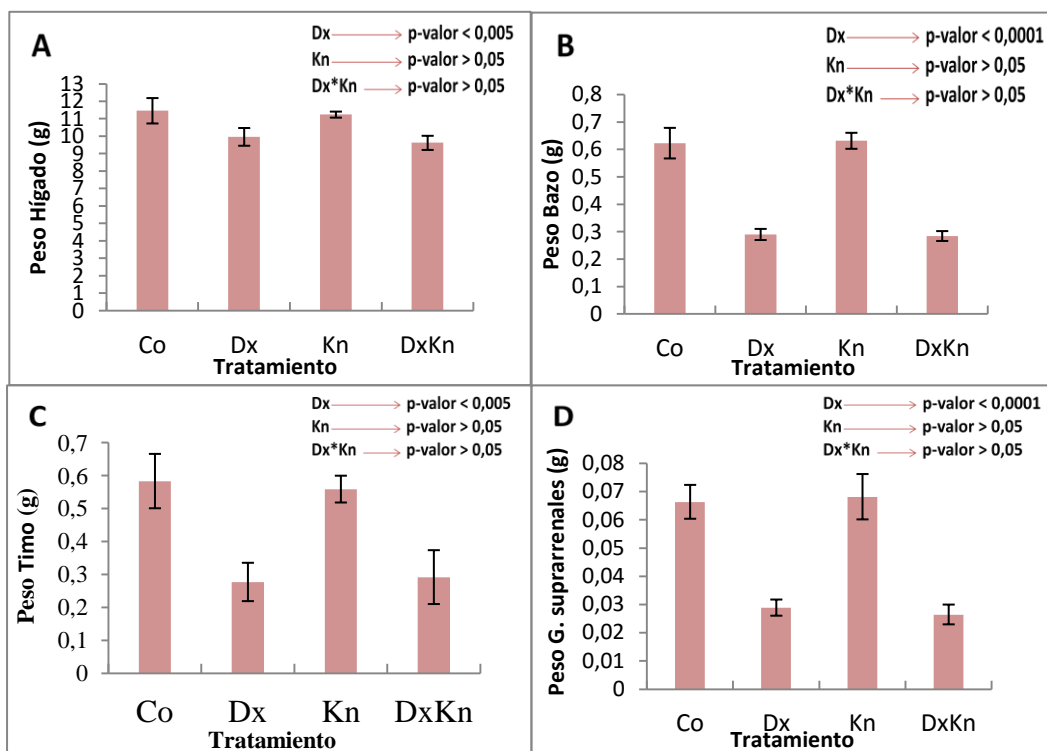 A
Dx → p-valor < 0,005
Kn → p-valor > 0,05
Dx*Kn → p-valor > 0,05
Peso Hígado (g)
13
12
11
10
9
8
7
6
5
4
3
2
1
0
Co Dx Kn DxKn
Tratamiento
B
Dx → p-valor < 0,0001
Kn → p-valor > 0,05
Dx*Kn → p-valor > 0,05
Peso Bazo (g)
0,8
0,7
0,6
0,5
0,4
0,3
0,2
0,1
0
Co Dx Kn DxKn
Tratamiento
C
Dx → p-valor < 0,005
Kn → p-valor > 0,05
Dx*Kn → p-valor > 0,05
Peso Timo (g)
0,7
0,6
0,5
0,4
0,3
0,2
0,1
0
Co Dx Kn DxKn
Tratamiento
D
Dx → p-valor < 0,0001
Kn → p-valor > 0,05
Dx*Kn → p-valor > 0,05
Peso G. suprarrenales (g)
0,08
0,07
0,06
0,05
0,04
0,03
0,02
0,01
0
Co Dx Kn DxKn
Tratamiento